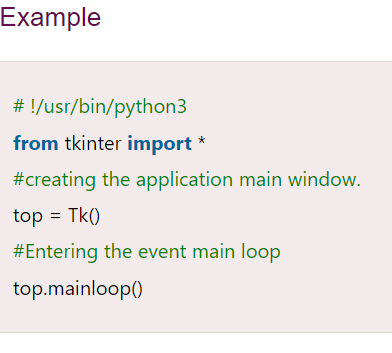 Example
# !/usr/bin/python3
from tkinter import *
#creating the application main window.
top = Tk()
#Entering the event main loop
top.mainloop()